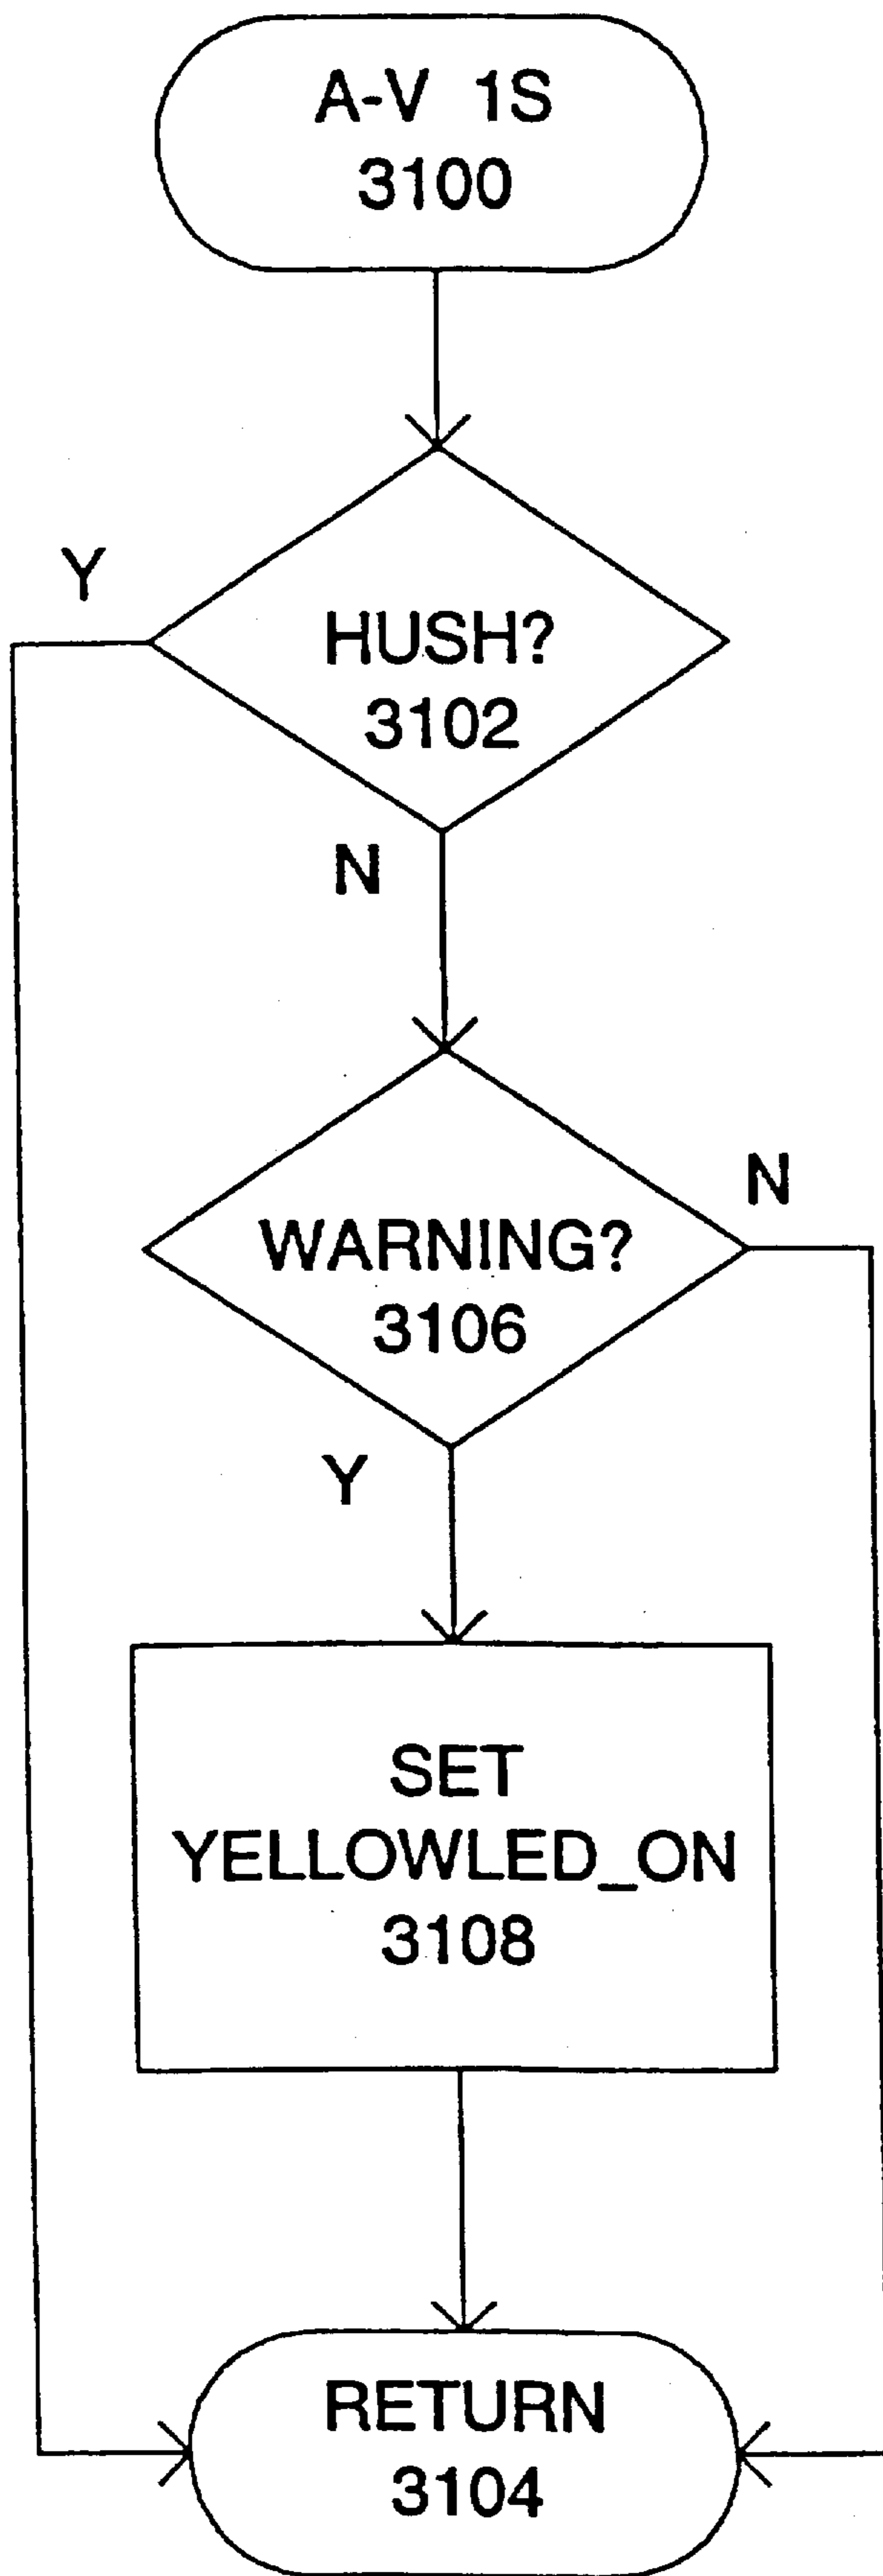 A-V 1S
3100
Y
HUSH?
3102
N
N
WARNING?
3106
Y
SET
YELLOWLED_ON
3108
RETURN
3104